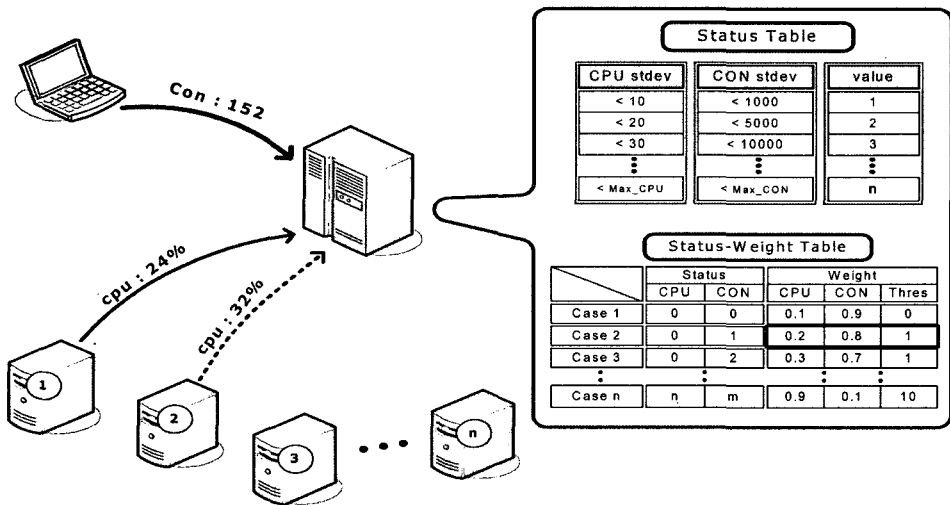 Con : 152
cpu : 24%
cpu : 32%
1
2
3
n
Status Table
CPU stdev CON stdev value
< 10 < 1000 1
< 20 < 5000 2
< 30 < 10000 3
< Max_CPU < Max_CON n
Status-Weight Table
Status Weight
CPU CON CPU CON Thres
Case 1 0 0 0.1 0.9 0
Case 2 0 1 0.2 0.8 1
Case 3 0 2 0.3 0.7 1
Case n n m 0.9 0.1 10